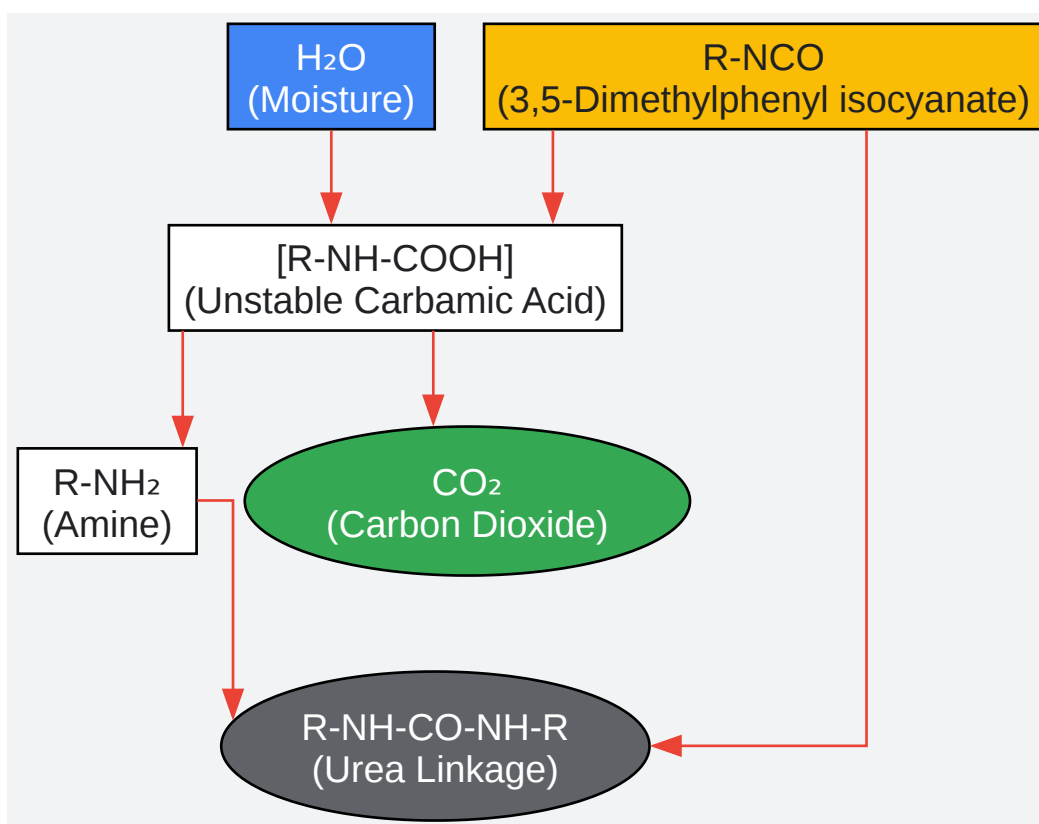 H₂O
(Moisture)
R-NCO
(3,5-Dimethylphenyl isocyanate)
[R-NH-COOH]
(Unstable Carbamic Acid)
R-NH₂
(Amine)
CO₂
(Carbon Dioxide)
R-NH-CO-NH-R
(Urea Linkage)